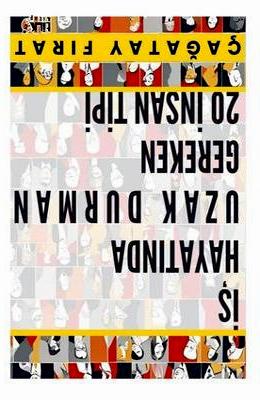 İŞ
HAYATINDA
UZAK DURMAN
GEREKEN
20 İNSAN TİPİ
ÇAĞATAY FIRAT